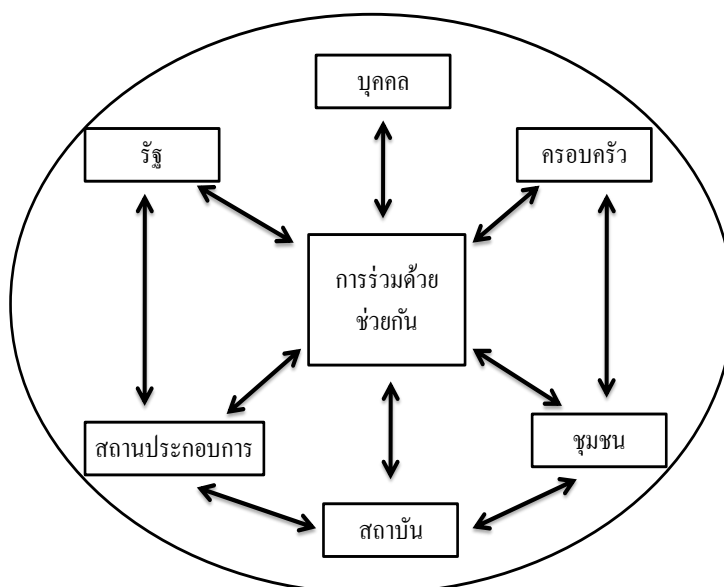 บุคคล
รัฐ
ครอบครัว
การร่วมด้วย
ช่วยกัน
สถานประกอบการ
ชุมชน
สถาบัน